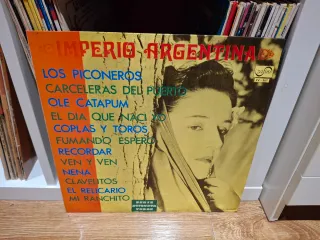 IMPERIO ARGENTINA
LOS PICONEROS
CARCELERAS DEL PUERTO
OLE CATAPUM
EL DIA QUE NACI YO
COPLAS Y TOROS
FUMANDO ESPERO
RECORDAR
VEN Y VEN
NENA
CLAVELITOS
EL RELICARIO
MI RANCHITO